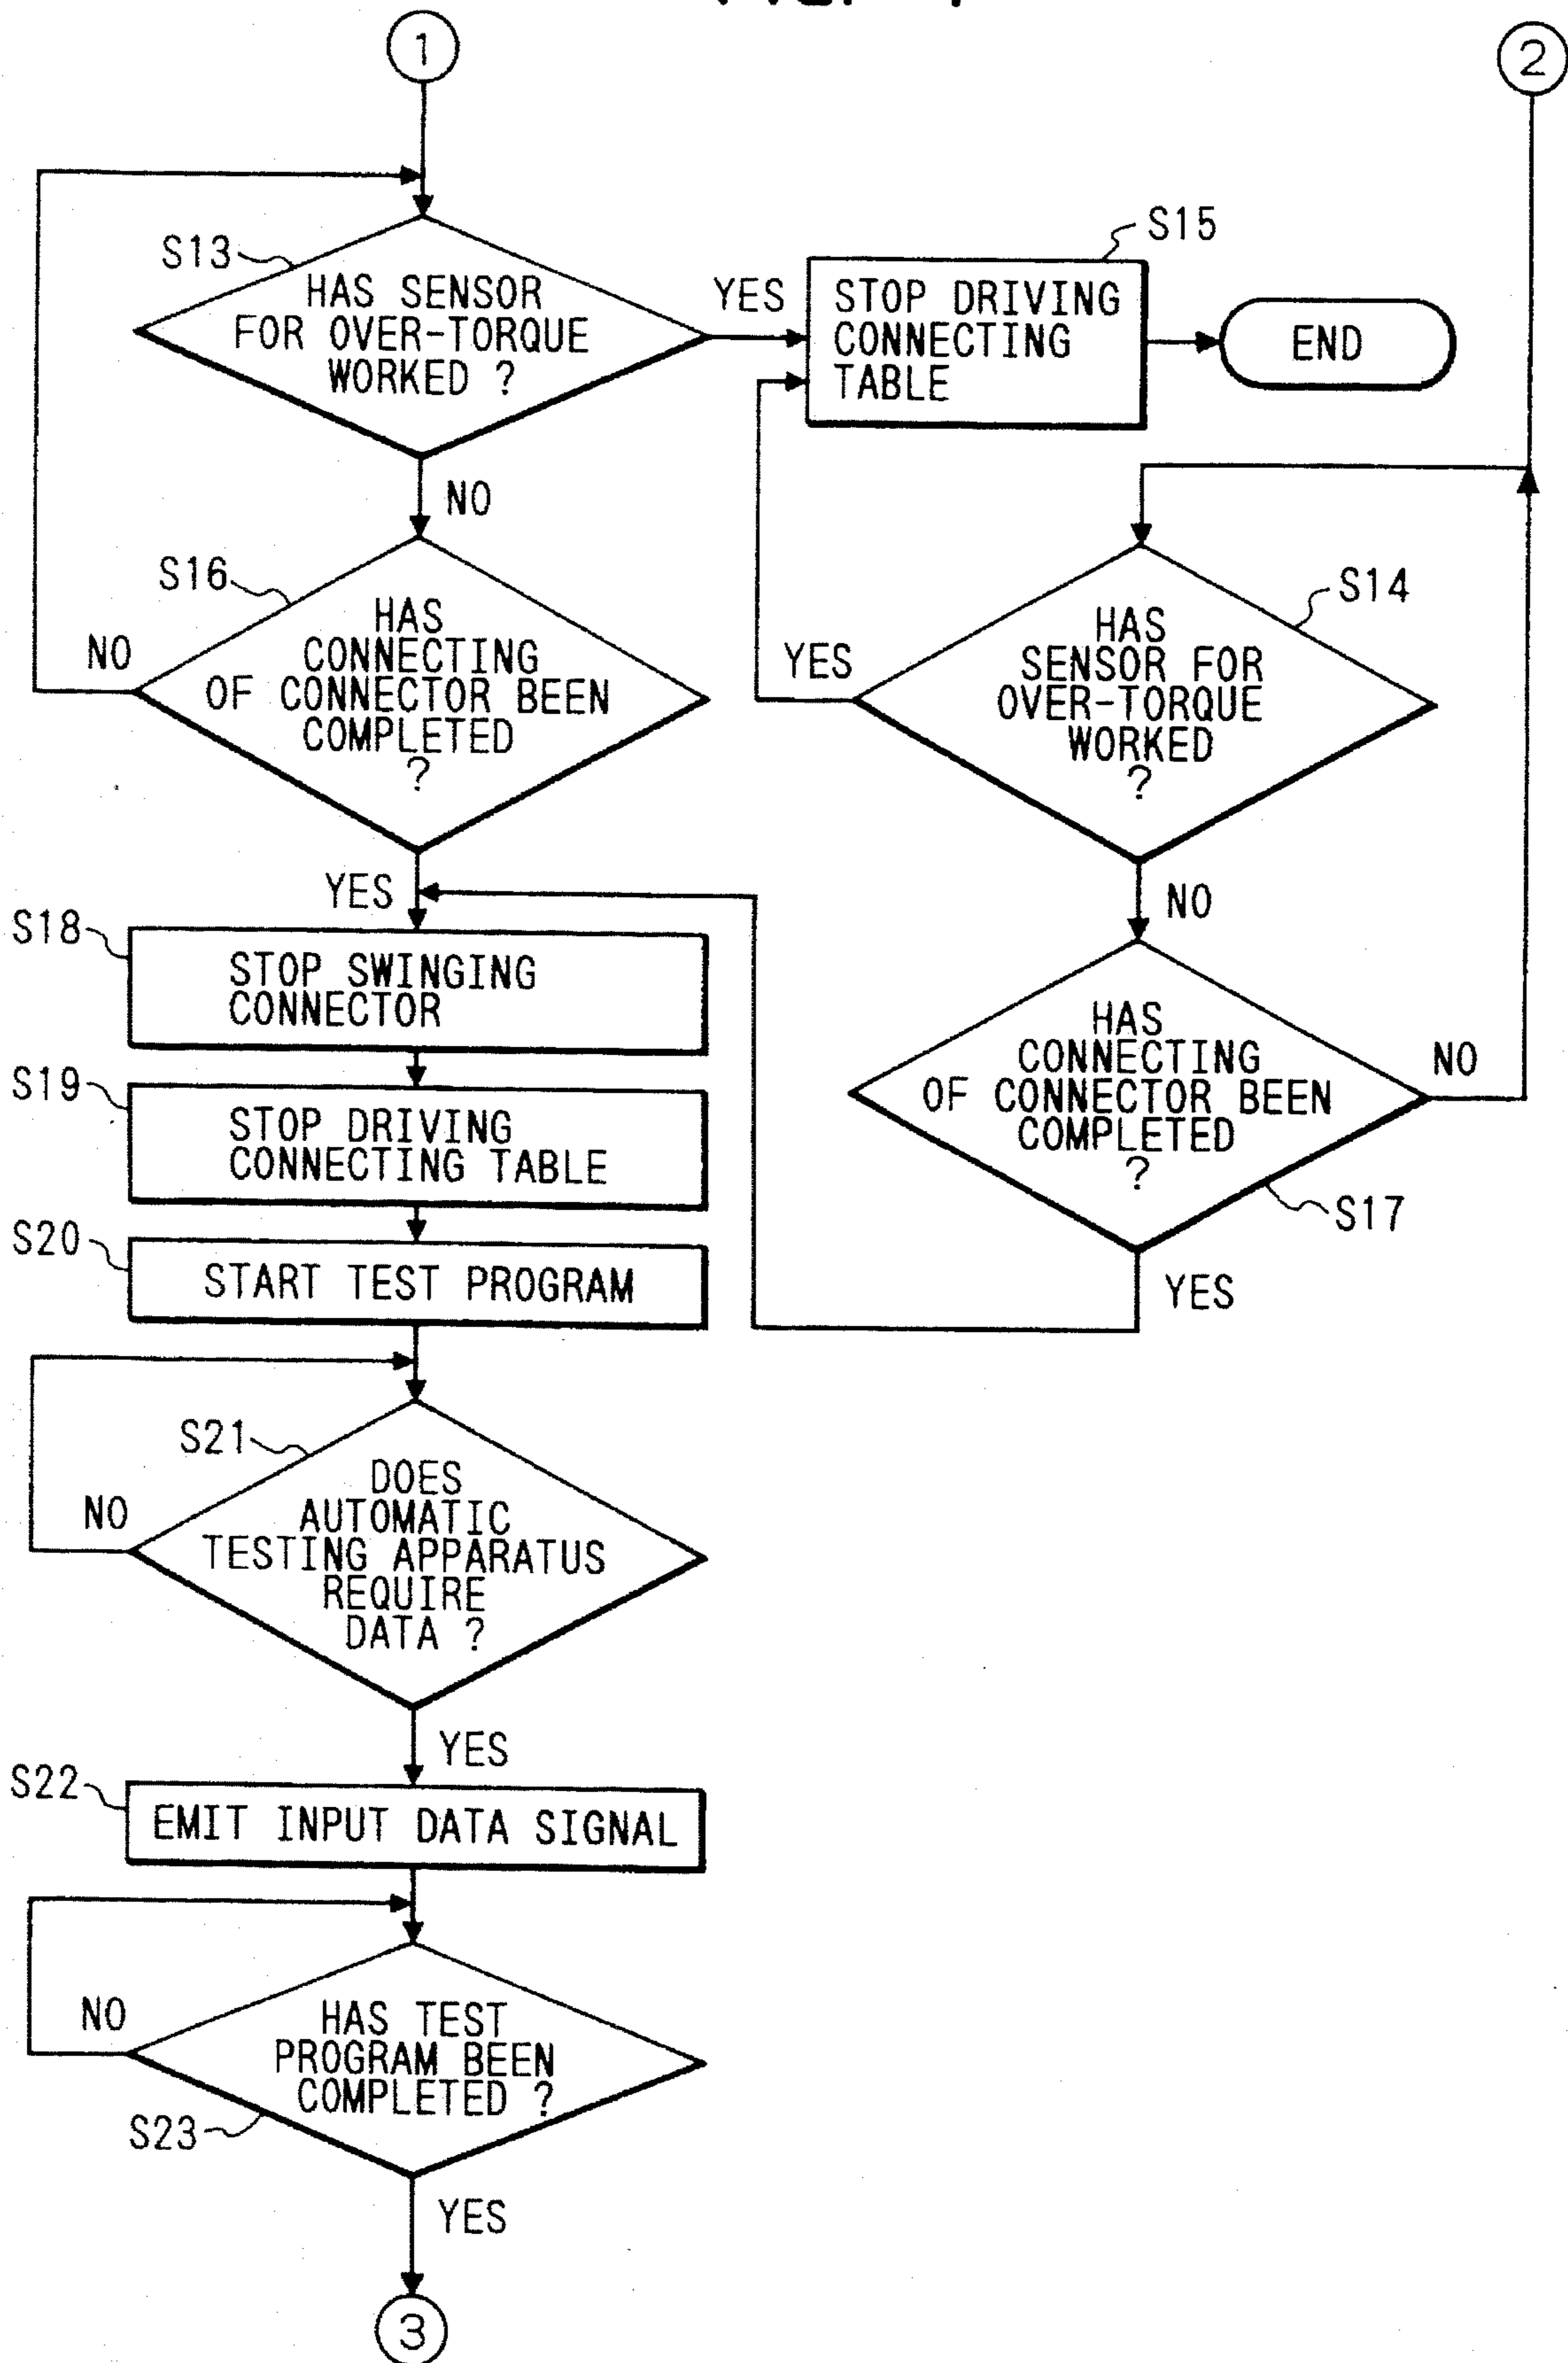 1
2
S13
HAS SENSOR
FOR OVER-TORQUE
WORKED ?
YES
S15
STOP DRIVING
CONNECTING
TABLE
END
NO
S16
HAS
CONNECTING
OF CONNECTOR BEEN
COMPLETED
?
NO
YES
S14
HAS
SENSOR FOR
OVER-TORQUE
WORKED
?
YES
NO
S18
STOP SWINGING
CONNECTOR
S17
HAS
CONNECTING
OF CONNECTOR BEEN
COMPLETED
?
NO
YES
S19
STOP DRIVING
CONNECTING TABLE
S20
START TEST PROGRAM
S21
DOES
AUTOMATIC
TESTING APPARATUS
REQUIRE
DATA ?
NO
YES
S22
EMIT INPUT DATA SIGNAL
NO
HAS TEST
PROGRAM BEEN
COMPLETED ?
S23
YES
3